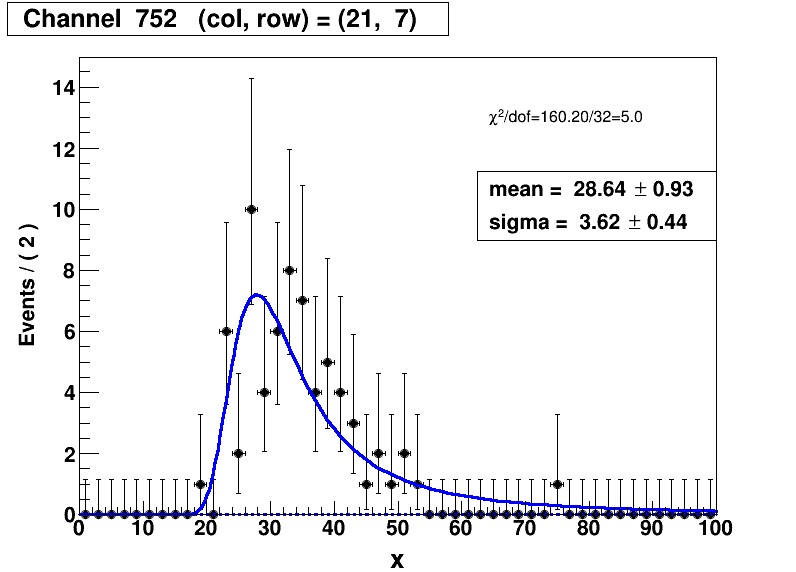 Channel 752 (col, row) = (21, 7)
χ²/dof=160.20/32=5.0
mean = 28.64 ± 0.93
sigma = 3.62 ± 0.44
Events / ( 2 )
14
12
10
8
6
4
2
0
0 10 20 30 40 50 60 70 80 90 100
x